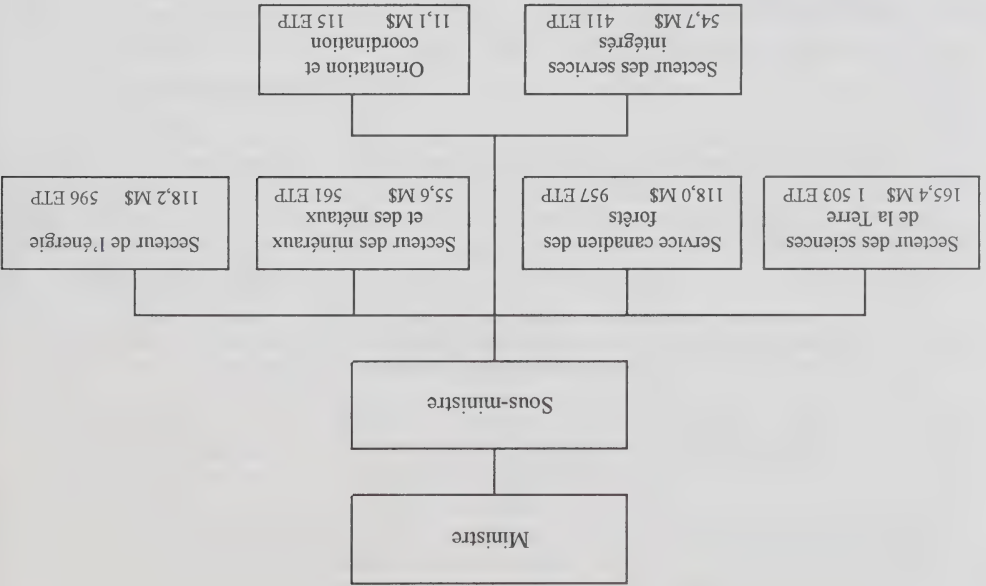 Ministre
Sous-ministre
Secteur des sciences
de la Terre
165,4 M$ 1 503 ETP
Service canadien des
forêts
118,0 M$ 957 ETP
Secteur des minéraux
et des métaux
55,6 M$ 561 ETP
Secteur de l'énergie
118,2 M$ 596 ETP
Secteur des services
intégrés
54,7 M$ 411 ETP
Orientation et
coordination
11,1 M$ 115 ETP